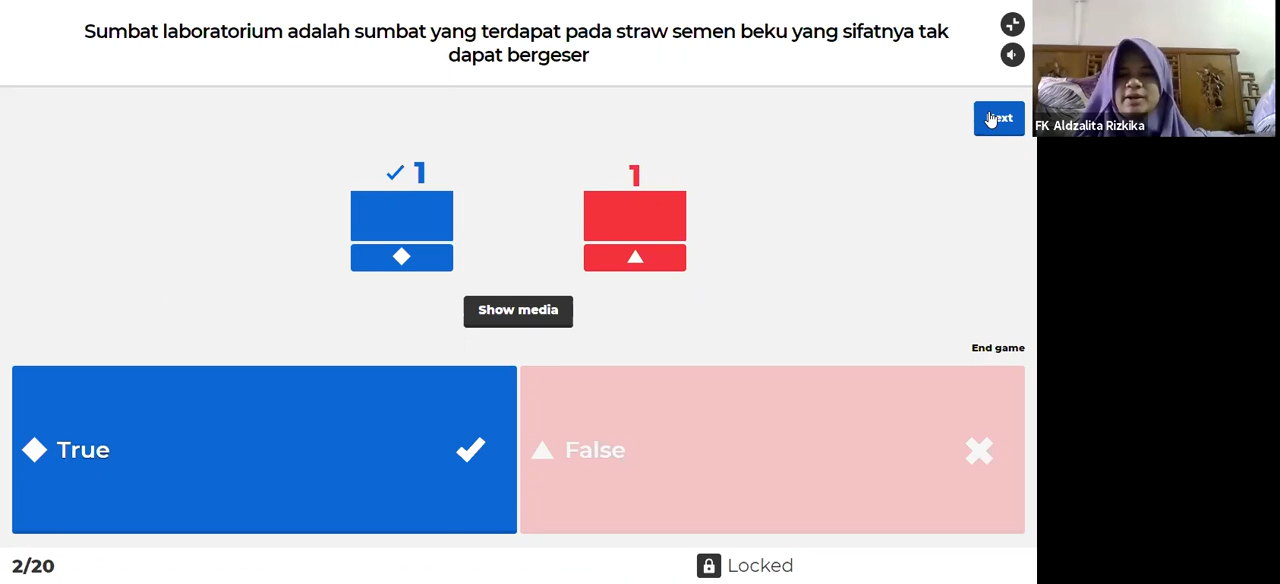 Sumbat laboratorium adalah sumbat yang terdapat pada straw semen beku yang sifatnya tak
dapat bergeser
FK Aldzalita Rizkika
1
1
Show media
End game
True
False
2/20
Locked